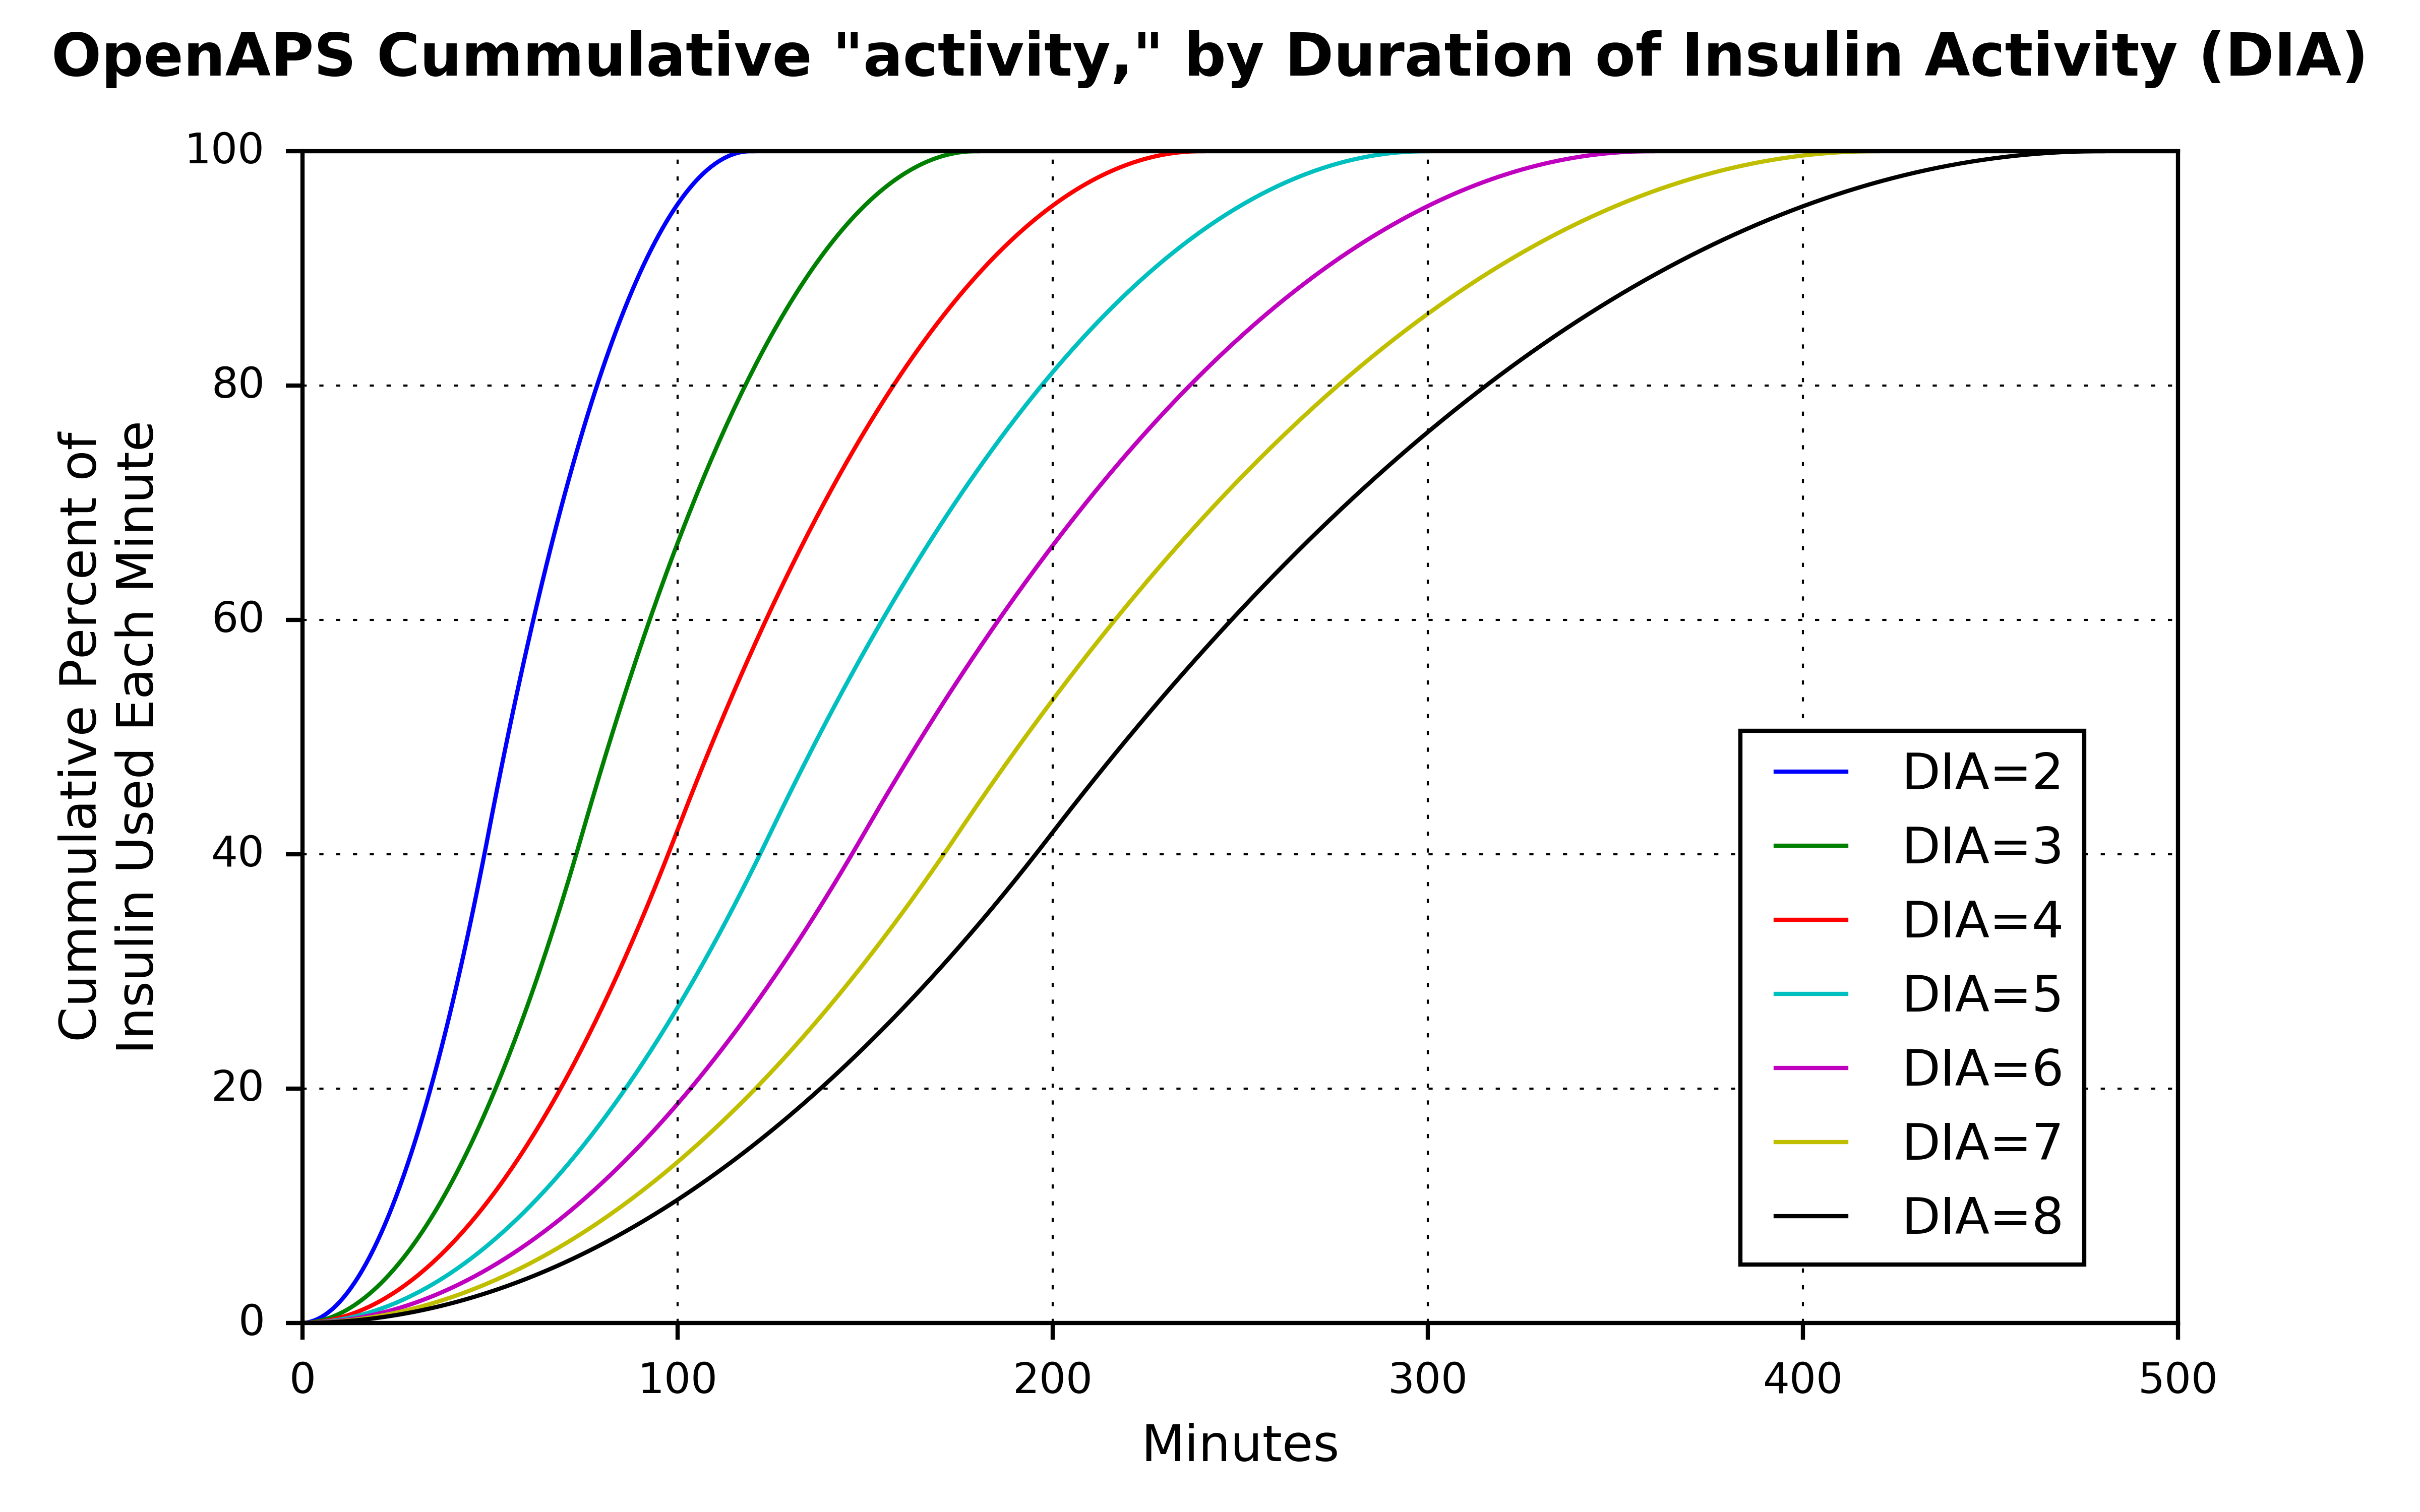 OpenAPS Cummulative "activity," by Duration of Insulin Activity (DIA)
100
80
60
40
20
0
Cummulative Percent of
Insulin Used Each Minute
DIA=2
DIA=3
DIA=4
DIA=5
DIA=6
DIA=7
DIA=8
0 100 200 300 400 500
Minutes